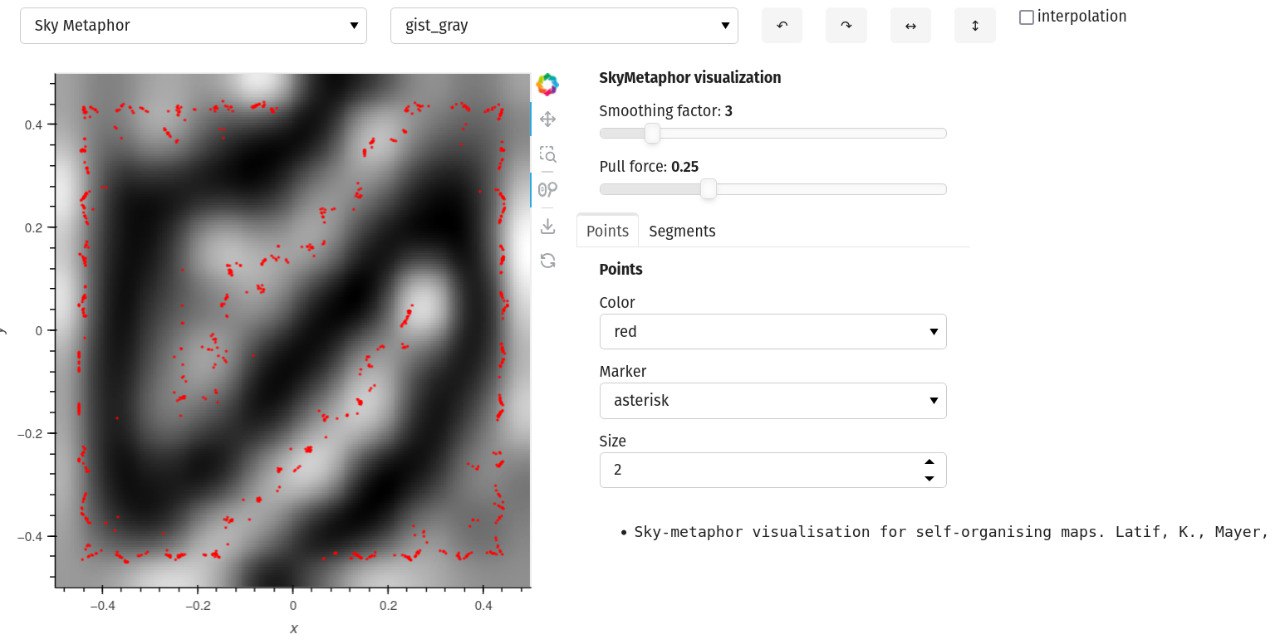 Sky Metaphor
gist_gray
↶
↷
↔
↕
interpolation
SkyMetaphor visualization
Smoothing factor: 3
Pull force: 0.25
Points
Segments
Points
Color
red
Marker
asterisk
Size
2
• Sky-metaphor visualisation for self-organising maps. Latif, K., Mayer,
0.4
0.2
0
−0.2
−0.4
−0.4
−0.2
0
0.2
0.4
x